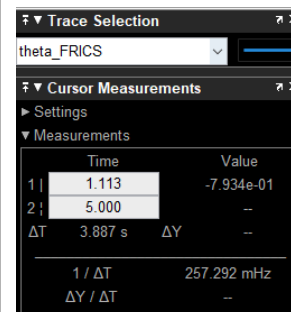 Trace Selection
theta_FRICS
Cursor Measurements
Settings
Measurements
Time Value
1 | 1.113 -7.934e-01
2 ¦ 5.000 --
ΔT 3.887 s ΔY --
1 / ΔT 257.292 mHz
ΔY / ΔT --